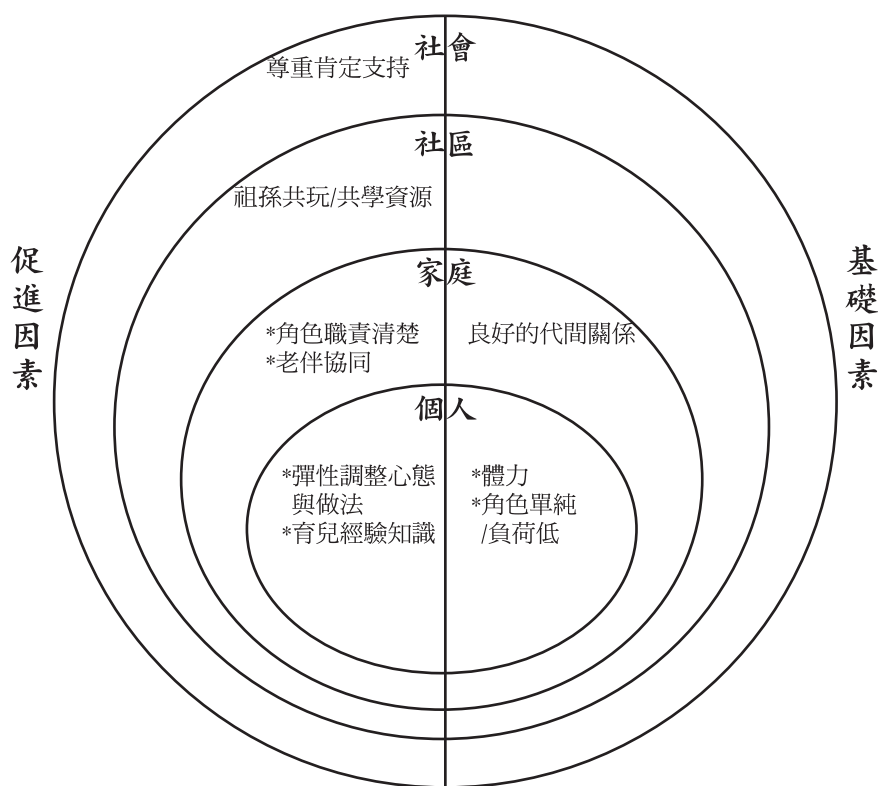 社會
尊重肯定支持
社區
祖孫共玩/共學資源
促進因素
基礎因素
家庭
*角色職責清楚
*老伴協同
良好的代間關係
個人
*彈性調整心態
與做法
*育兒經驗知識
*體力
*角色單純
/負荷低